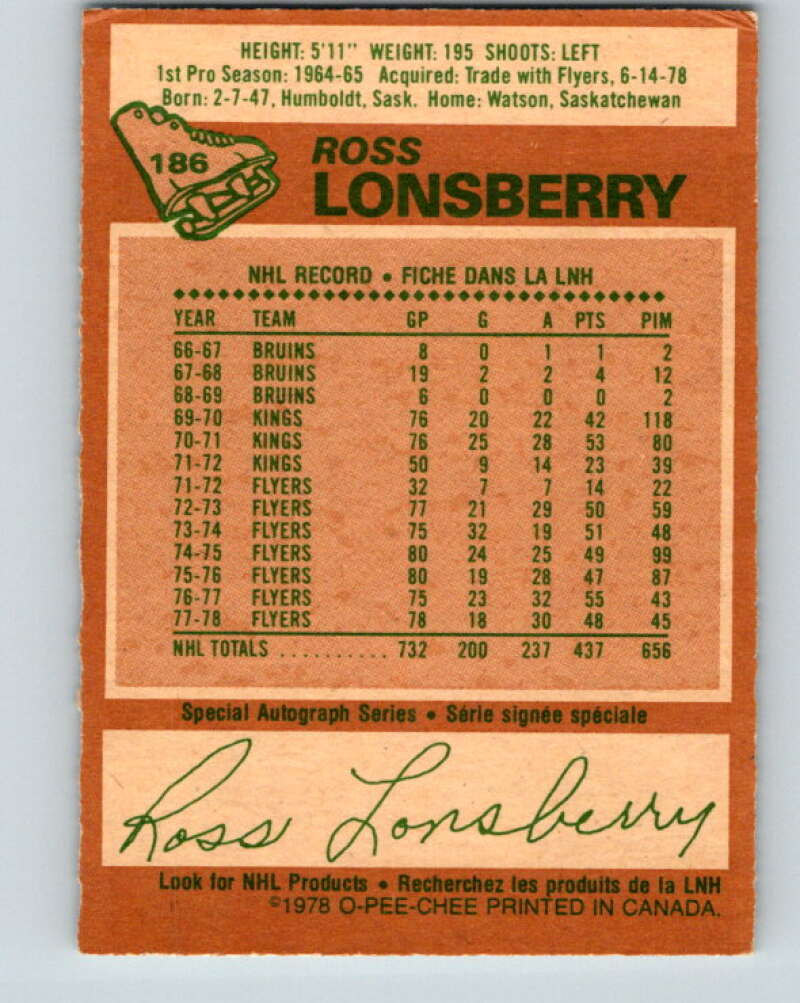 HEIGHT: 5'11" WEIGHT: 195 SHOOTS: LEFT
1st Pro Season: 1964-65 Acquired: Trade with Flyers, 6-14-78
Born: 2-7-47, Humboldt, Sask. Home: Watson, Saskatchewan
186
ROSS
LONSBERRY
NHL RECORD • FICHE DANS LA LNH
YEAR TEAM GP G A PTS PIM
66-67 BRUINS 8 0 1 1 2
67-68 BRUINS 19 2 2 4 12
68-69 BRUINS 6 0 0 0 2
69-70 KINGS 76 20 22 42 118
70-71 KINGS 76 25 28 53 80
71-72 KINGS 50 9 14 23 39
71-72 FLYERS 32 7 7 14 22
72-73 FLYERS 77 21 29 50 59
73-74 FLYERS 75 32 19 51 48
74-75 FLYERS 80 24 25 49 99
75-76 FLYERS 80 19 28 47 87
76-77 FLYERS 75 23 32 55 43
77-78 FLYERS 78 18 30 48 45
NHL TOTALS .......... 732 200 237 437 656
Special Autograph Series • Série signée spéciale
Ross Lonsberry
Look for NHL Products • Recherchez les produits de la LNH
©1978 O-PEE-CHEE PRINTED IN CANADA.